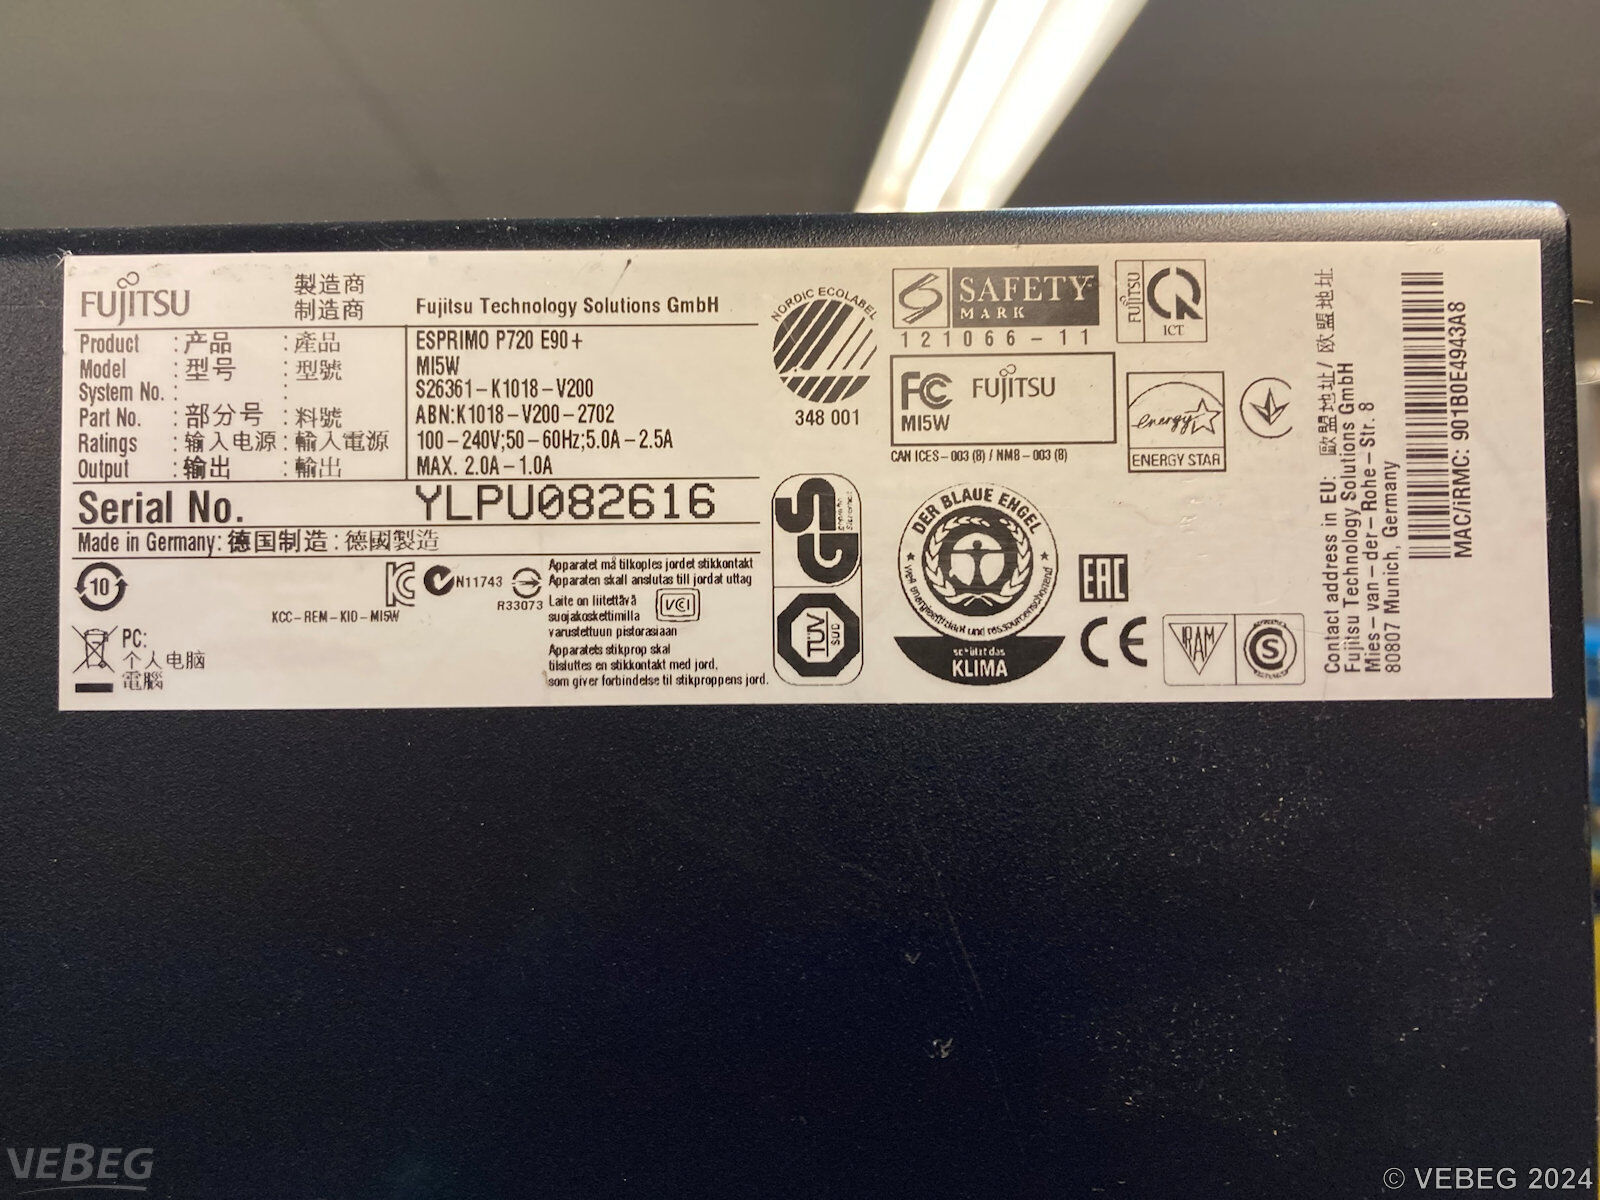 FUJITSU
製造商
制造商
Fujitsu Technology Solutions GmbH
Product : 产品 : 產品 ESPRIMO P720 E90+
Model : 型号 : 型號 MI5W
System No. : : S26361-K1018-V200
Part No. : 部分号 : 料號 ABN:K1018-V200-2702
Ratings : 输入电源 : 輸入電源 100-240V;50-60Hz;5.0A-2.5A
Output : 输出 : 輸出 MAX. 2.0A-1.0A
Serial No. YLPU082616
Made in Germany: 德国制造 : 德國製造
10
KCC-REM-KID-MI5W
N11743
R33073
Apparatet må tilkoples jordet stikkontakt
Apparaten skall anslutas till jordat uttag
Laite on liitettävä
suojakoskettimilla
varustettuun pistorasiaan
VCI
Apparatets stikprop skal
tilsluttes en stikkontakt med jord,
som giver forbindelse til stikproppens jord.
PC:
个人电脑
電腦
NORDIC ECOLABEL
348 001
SAFETY
MARK
121066-11
FUJITSU
ICT
FC FUJITSU
MI5W
CAN ICES-003 (B) / NMB-003 (B)
energy
ENERGY STAR
GS
TÜV
SÜD
DER BLAUE ENGEL
weil energieeffizient und ressourcenschonend
schützt das
KLIMA
EAC
CE
IRAM
S
Contact address in EU: 歐盟地址/ 欧盟地址
Fujitsu Technology Solutions GmbH
Mies-van-der-Rohe-Str. 8
80807 Munich, Germany
MAC/iRMC: 901B0E4943A8
VEBEG
© VEBEG 2024